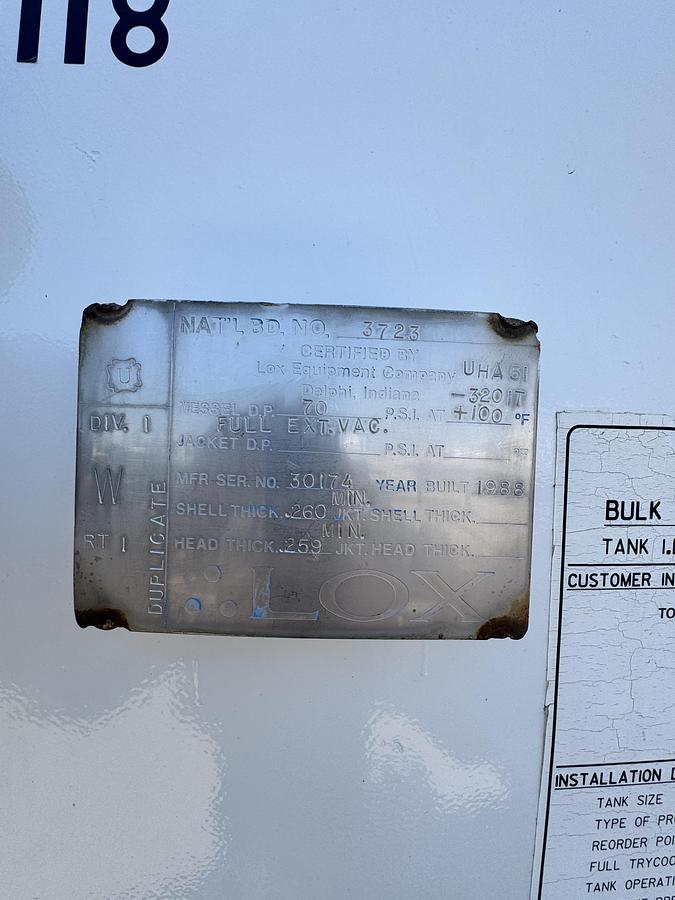 118
NAT'L BD. NO. 3723
CERTIFIED BY
U
Lox Equipment Company UHA 51
Delphi, Indiana -320 1T
VESSEL D.P. 70 P.S.I. AT +100 °F
DIV. 1
FULL EXT. VAC.
JACKET D.P. P.S.I. AT °F
W
MFR SER. NO. 30174 YEAR BUILT 1988
MIN.
SHELL THICK. .260 JKT. SHELL THICK.
MIN.
RT 1
HEAD THICK. .259 JKT. HEAD THICK.
DUPLICATE
LOX
BULK
TANK I.
CUSTOMER IN
TO
INSTALLATION D
TANK SIZE
TYPE OF PR
REORDER POI
FULL TRYCOC
TANK OPERATI